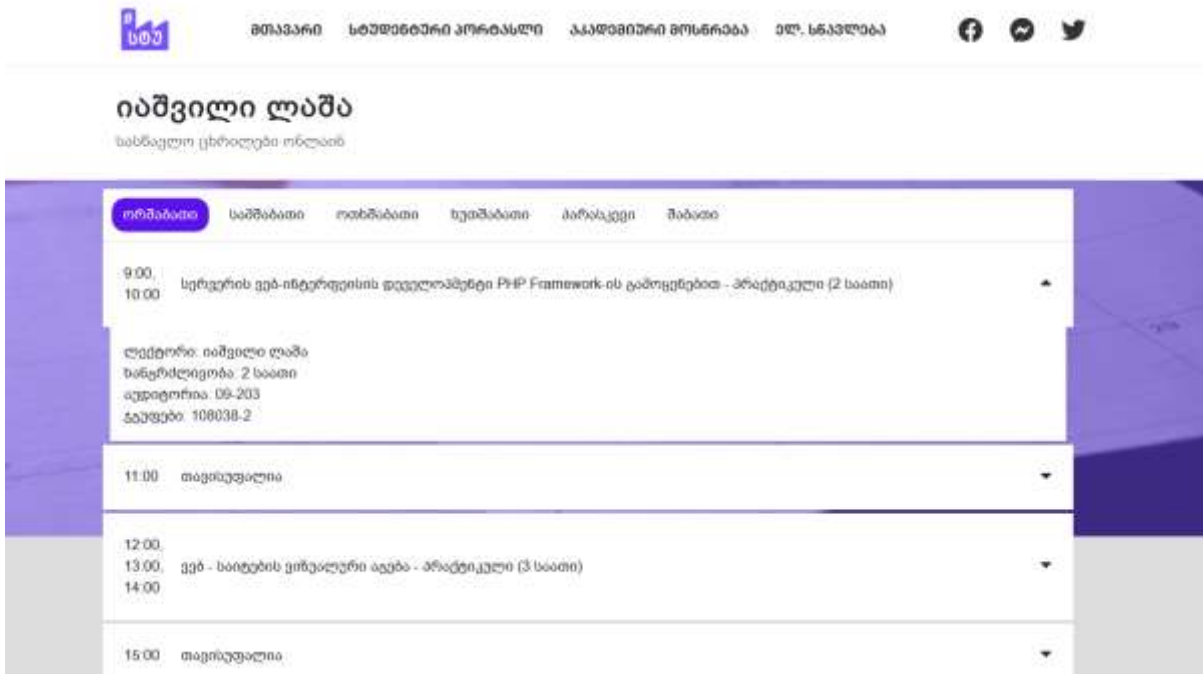 # სტუ
მთავარი სტუდენტური პორტალი აკადემიური მოსწრება ელ. სწავლება
იაშვილი ლაშა
სასწავლო ცხრილები ონლაინ
ორშაბათი სამშაბათი ოთხშაბათი ხუთშაბათი პარასკევი შაბათი
9:00, 10:00 სერვერის ვებ-ინტერფეისის დეველოპმენტი PHP Framework-ის გამოყენებით - პრაქტიკული (2 საათი)
ლექტორი: იაშვილი ლაშა
ხანგრძლივობა: 2 საათი
აუდიტორია: 09-203
ჯგუფები: 108038-2
11:00 თავისუფალია
12:00, 13:00, 14:00 ვებ - საიტების ვიზუალური აგება - პრაქტიკული (3 საათი)
15:00 თავისუფალია